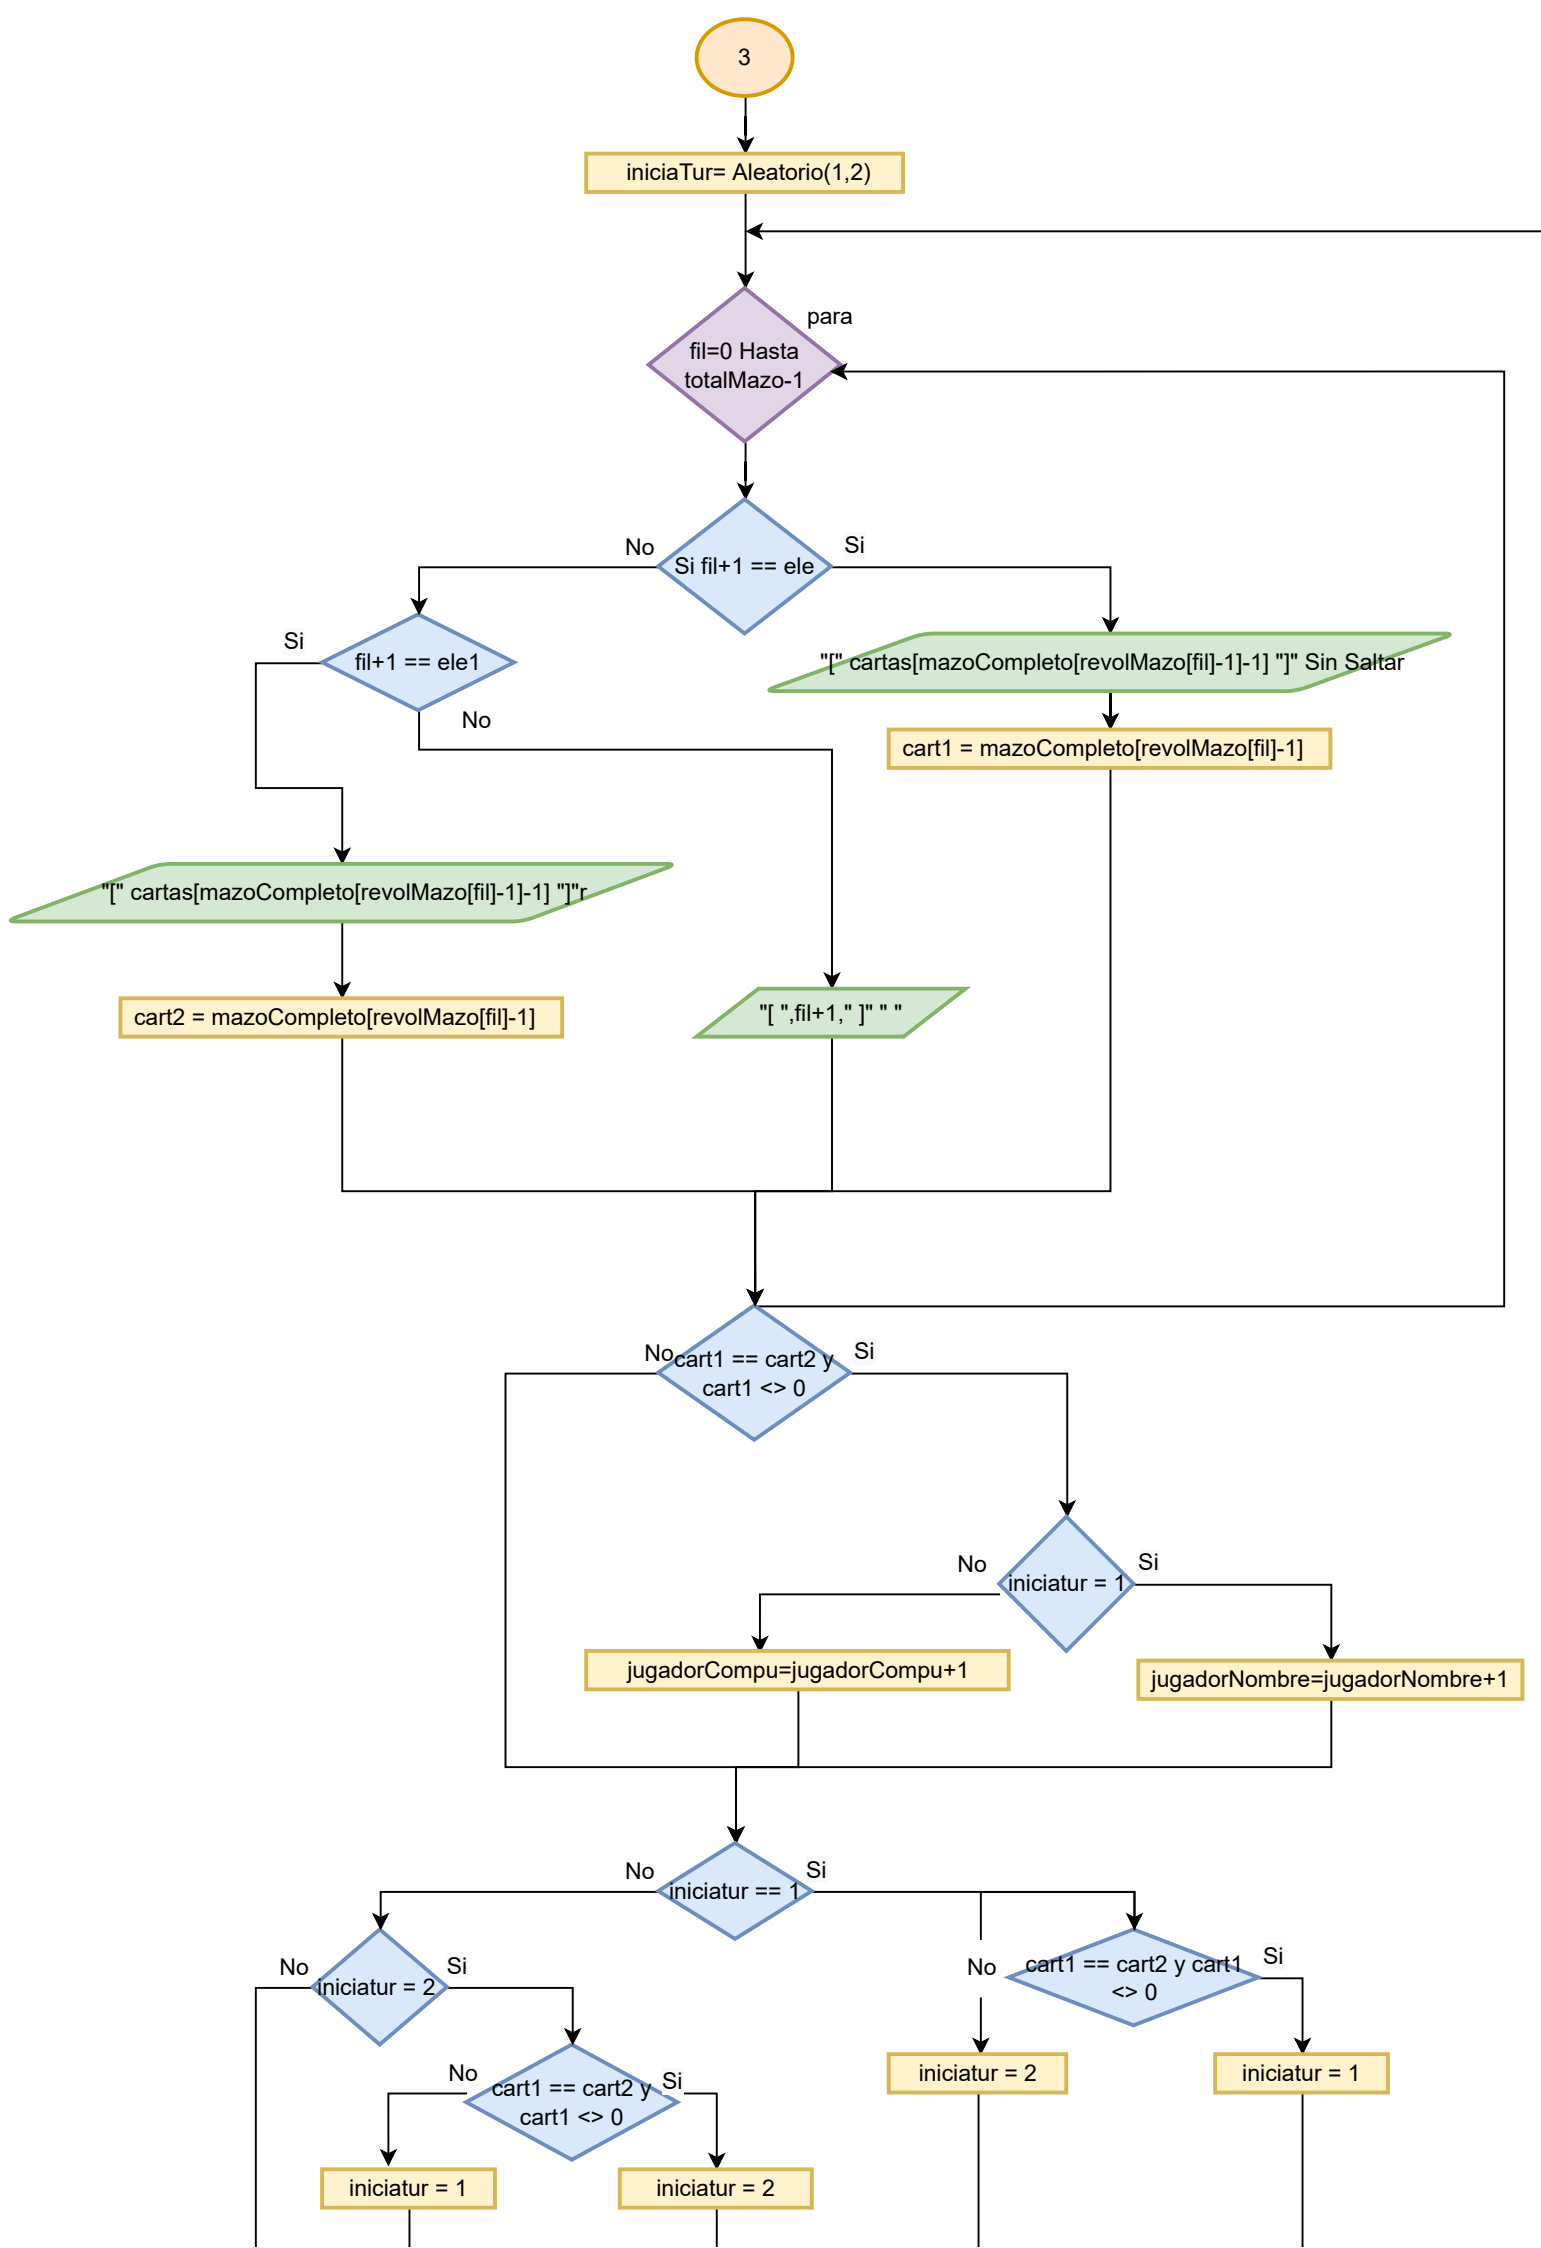 3
iniciaTur= Aleatorio(1,2)
para
fil=0 Hasta
totalMazo-1
No
Si
Si fil+1 == ele
Si
fil+1 == ele1
No
"[" cartas[mazoCompleto[revolMazo[fil]-1]-1] "]" Sin Saltar
cart1 = mazoCompleto[revolMazo[fil]-1]
"[" cartas[mazoCompleto[revolMazo[fil]-1]-1] "]"r
cart2 = mazoCompleto[revolMazo[fil]-1]
"[ ",fil+1," ]" " "
No
Si
cart1 == cart2 y
cart1 <> 0
No
Si
iniciatur = 1
jugadorCompu=jugadorCompu+1
jugadorNombre=jugadorNombre+1
No
Si
iniciatur == 1
No
Si
iniciatur = 2
No
Si
cart1 == cart2 y cart1
<> 0
No
Si
cart1 == cart2 y
cart1 <> 0
iniciatur = 2
iniciatur = 1
iniciatur = 1
iniciatur = 2